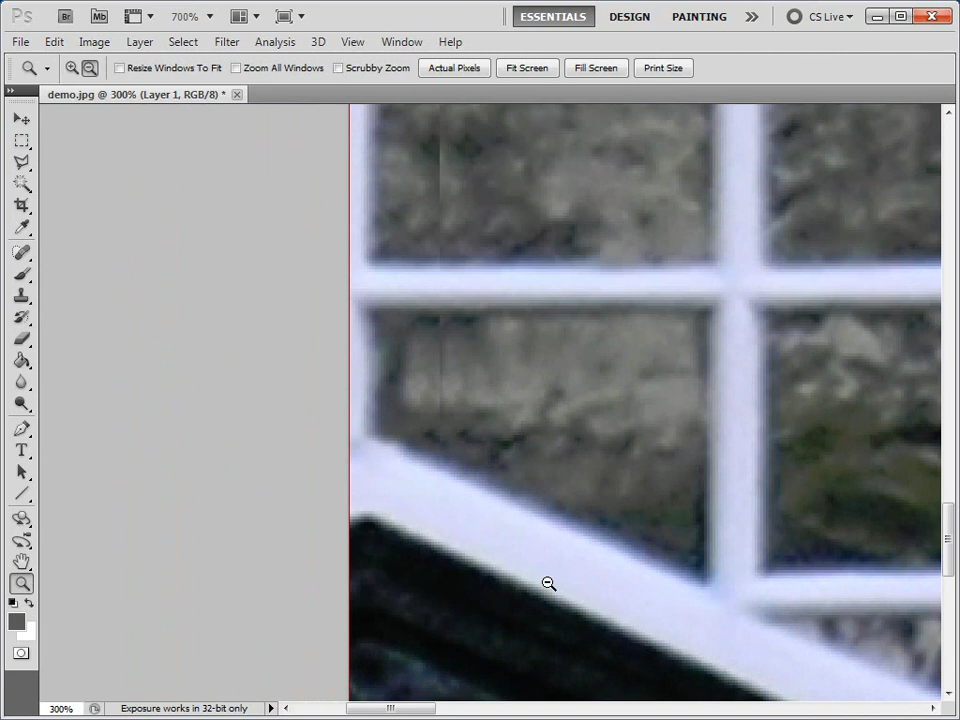 Ps Br Mb 700% ESSENTIALS DESIGN PAINTING CS Live
File Edit Image Layer Select Filter Analysis 3D View Window Help
Resize Windows To Fit Zoom All Windows Scrubby Zoom Actual Pixels Fit Screen Fill Screen Print Size
demo.jpg @ 300% (Layer 1, RGB/8) *
T
300% Exposure works in 32-bit only